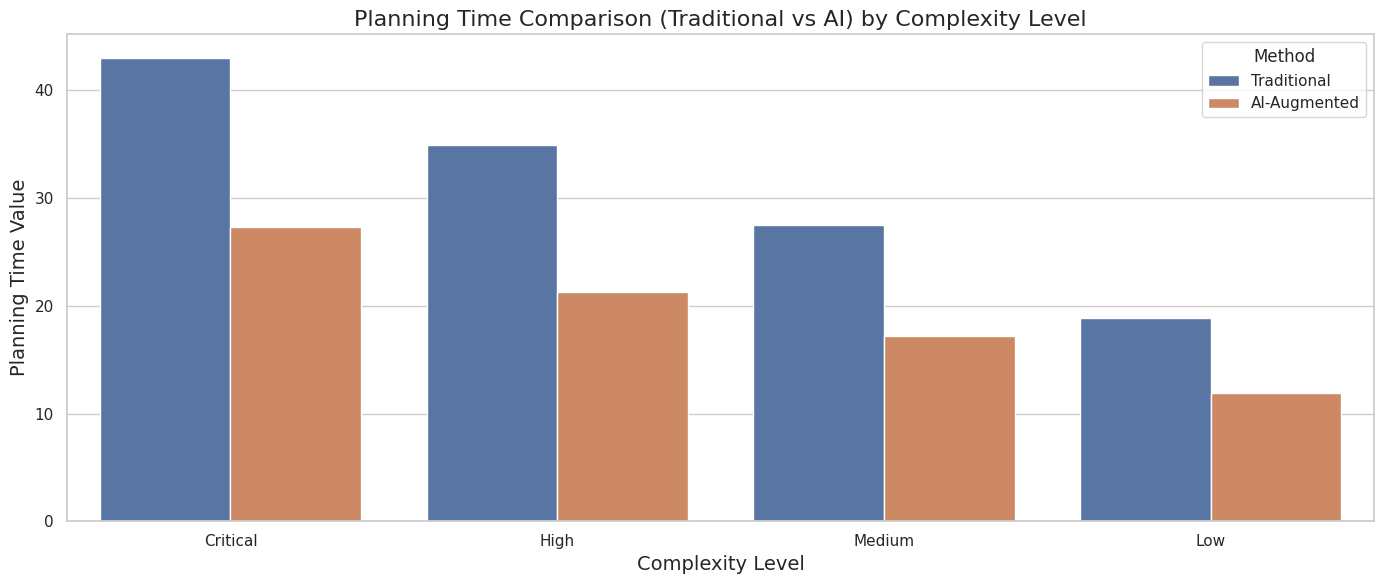 Planning Time Comparison (Traditional vs AI) by Complexity Level
Method
Traditional
AI-Augmented
Planning Time Value
40
30
20
10
0
Critical
High
Medium
Low
Complexity Level